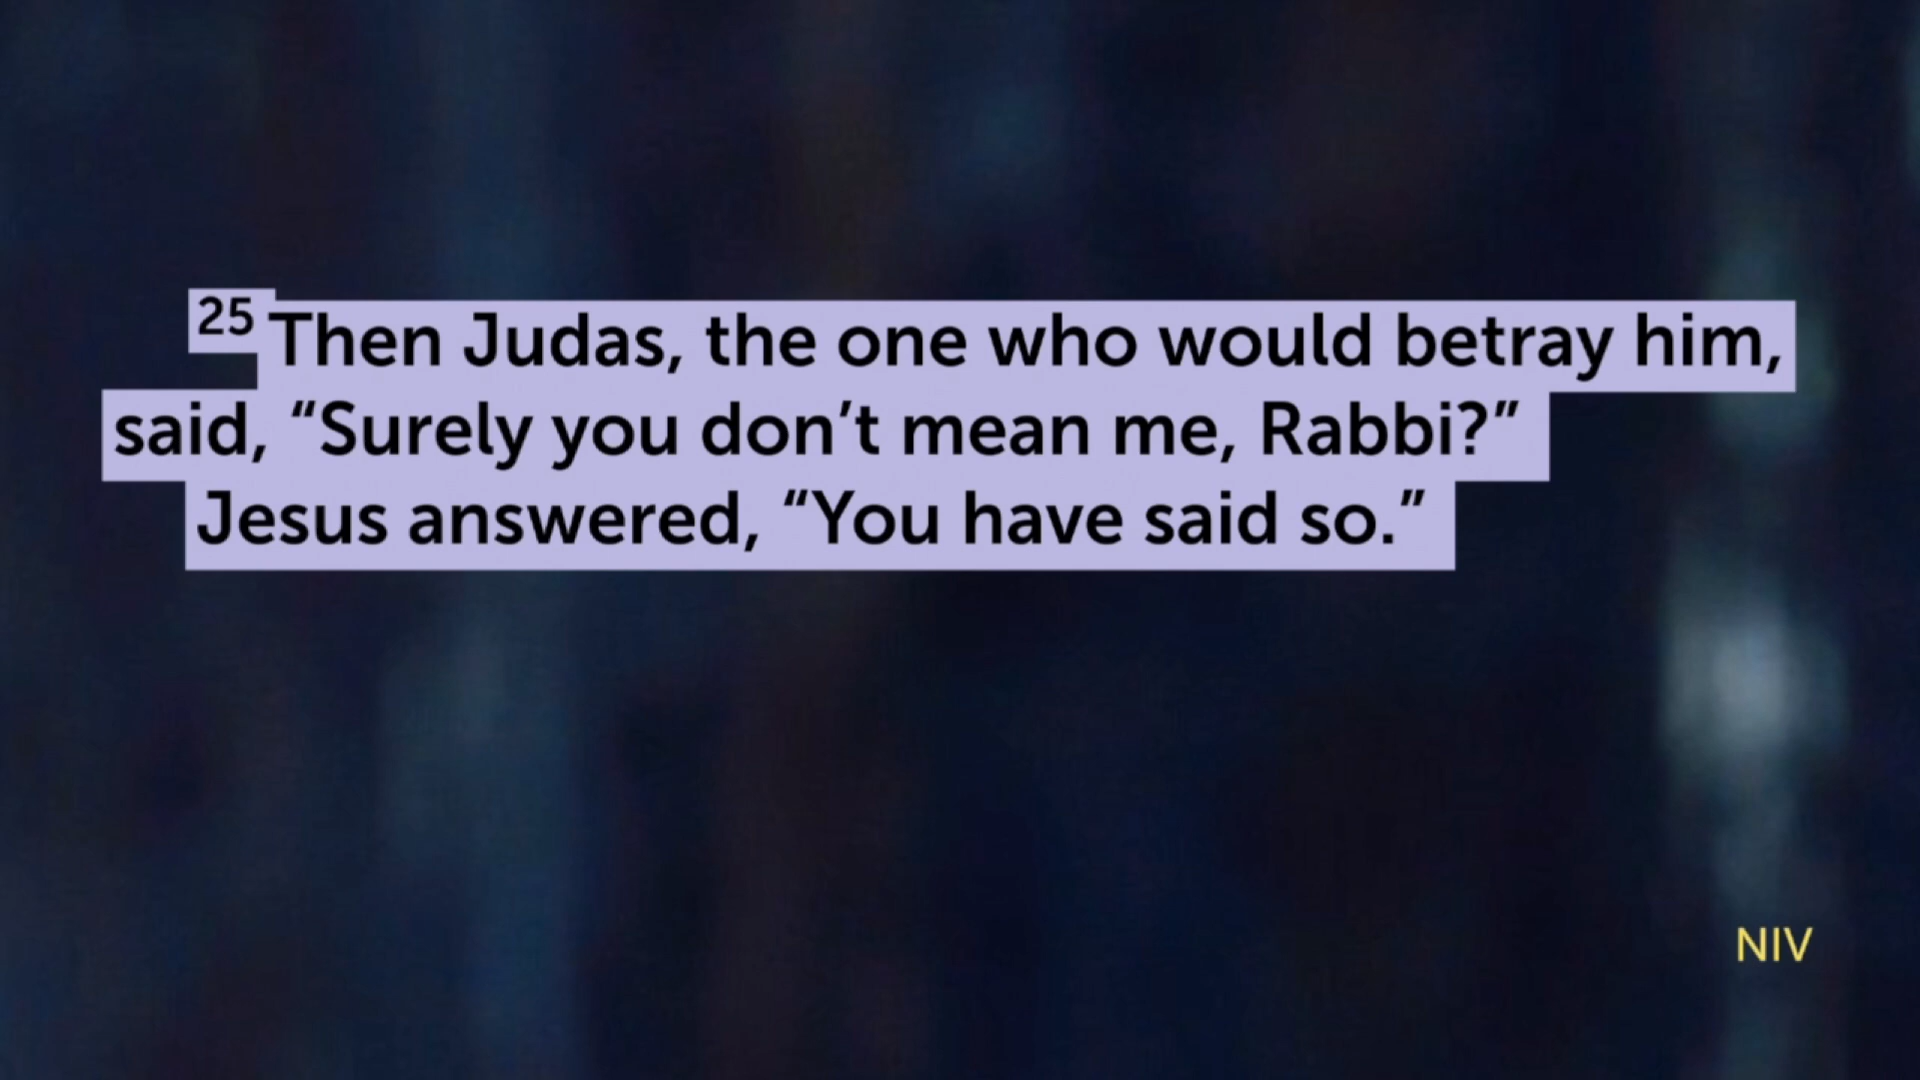 25 Then Judas, the one who would betray him,
said, “Surely you don’t mean me, Rabbi?”
Jesus answered, “You have said so.”
NIV